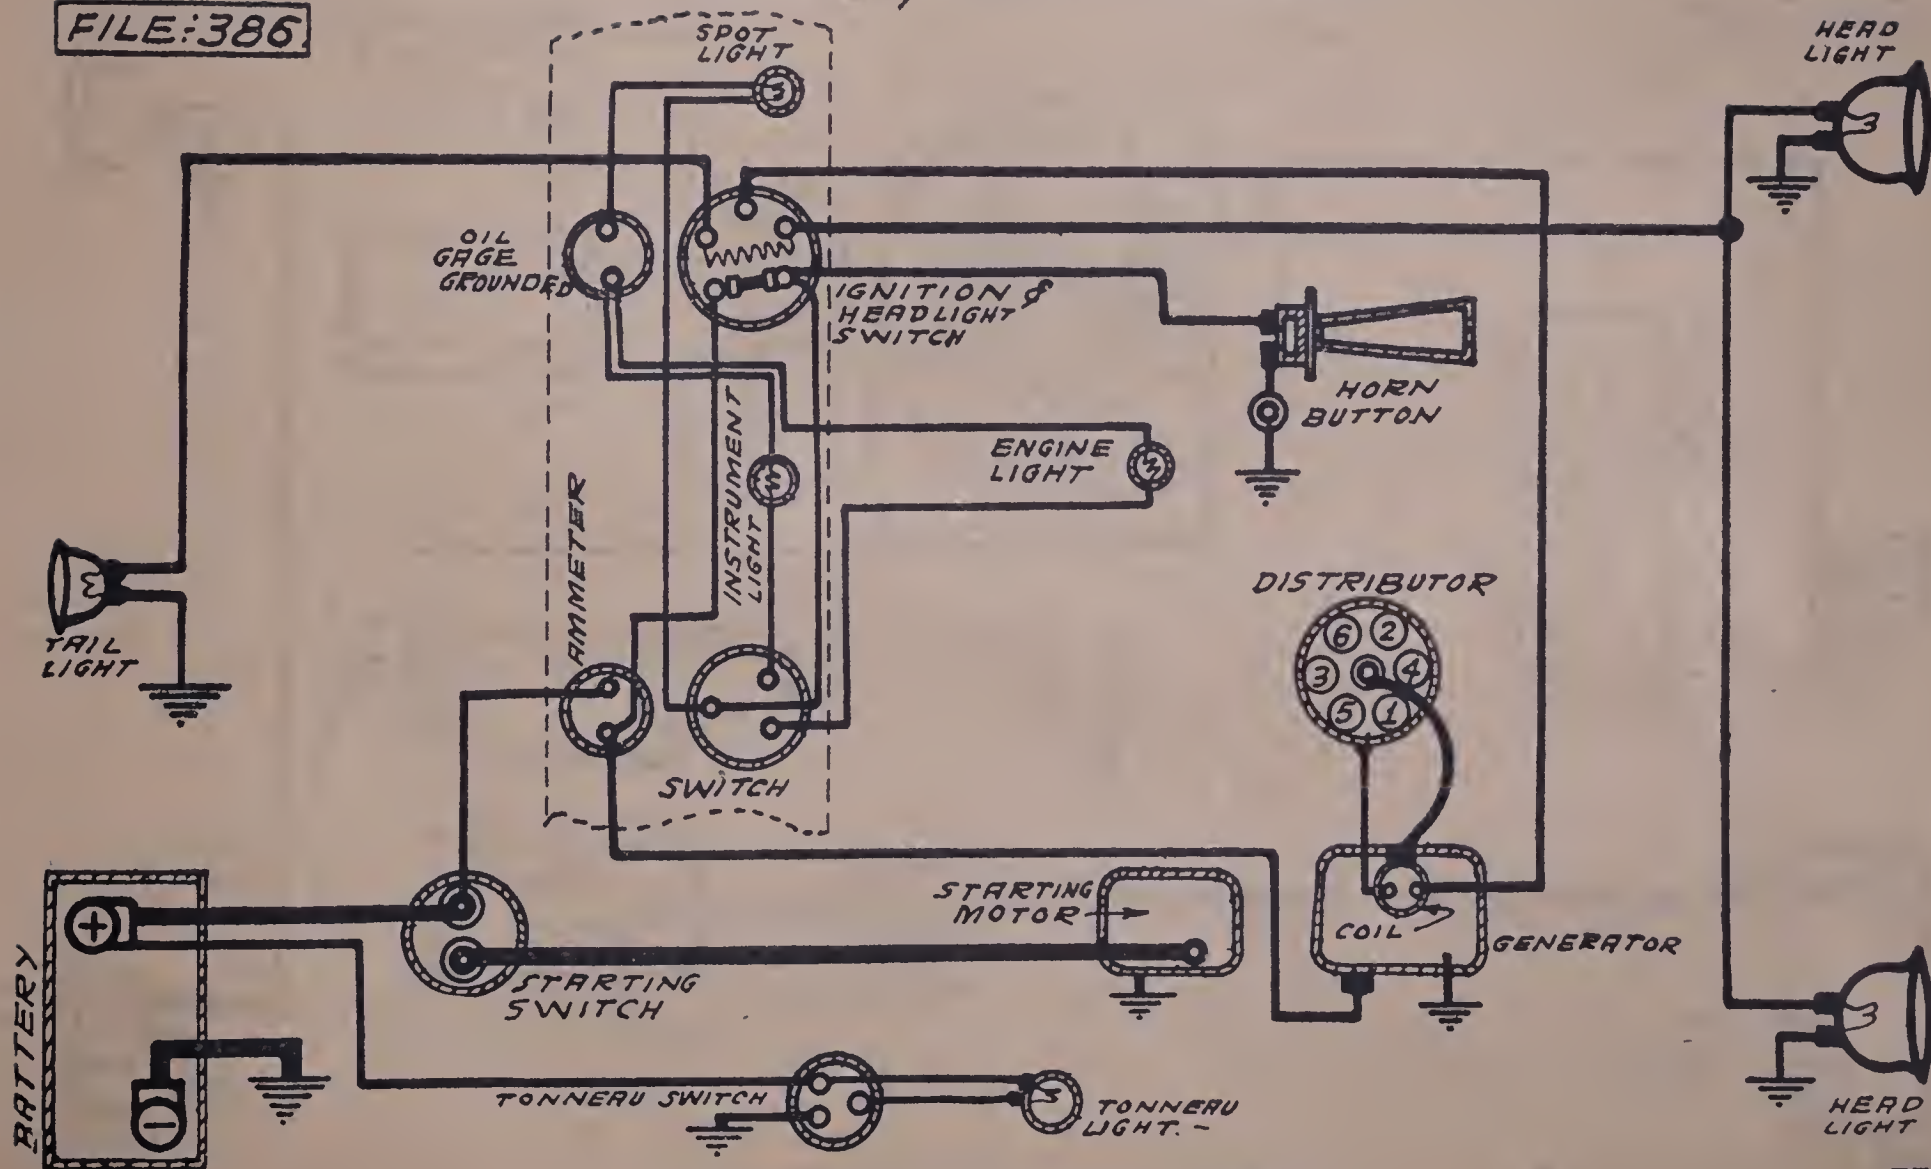 FILE:386.
SPOT
LIGHT
HEAD
LIGHT
OIL
GAGE
GROUNDED
IGNITION &
HEADLIGHT
SWITCH
HORN
BUTTON
ENGINE
LIGHT
INSTRUMENT
LIGHT
AMMETER
DISTRIBUTOR
6 2
3 4
5 1
TAIL
LIGHT
SWITCH
STARTING
MOTOR
COIL
GENERATOR
+
STARTING
SWITCH
BATTERY
-
TONNEAU SWITCH
TONNEAU
LIGHT.-
HEAD
LIGHT